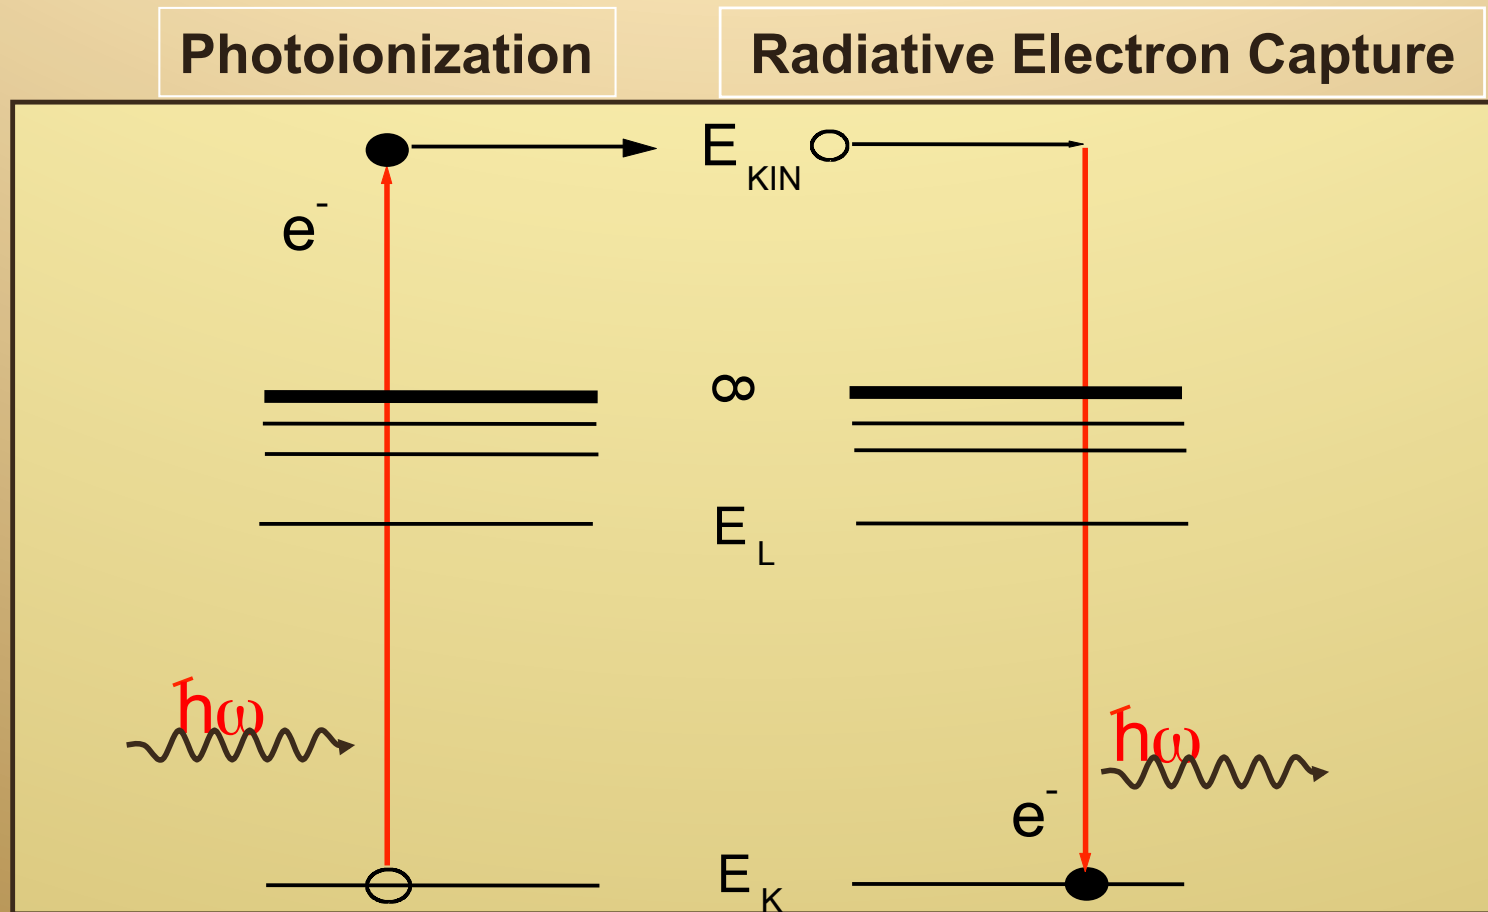 Photoionization
Radiative Electron Capture
E KIN
e-
∞
E L
ħω
ħω
e-
E K